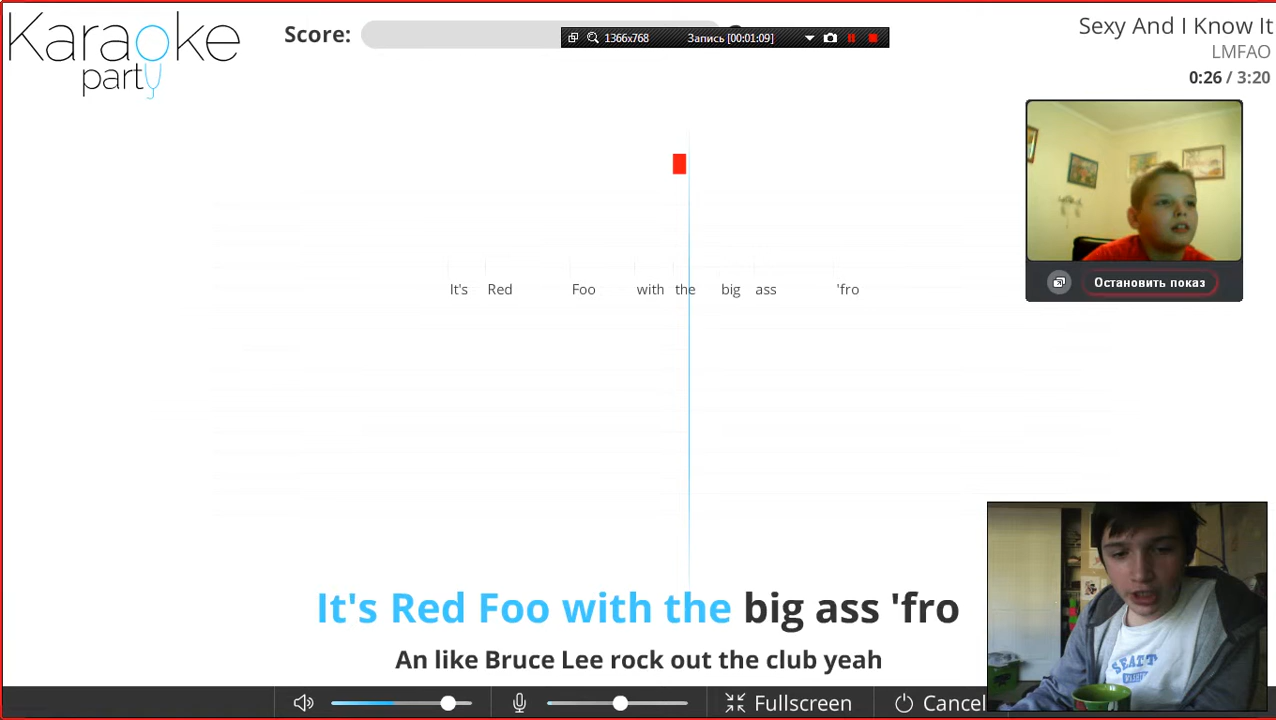 Karaoke
party
Score:
1366x768 Запись [00:01:09]
Sexy And I Know It
LMFAO
0:26 / 3:20
Остановить показ
It's Red Foo with the big ass 'fro
It's Red Foo with the big ass 'fro
An like Bruce Lee rock out the club yeah
Fullscreen
Cancel